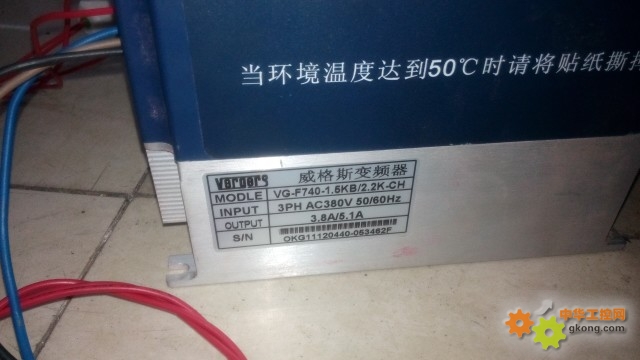 当环境温度达到50℃时请将贴纸撕
vergers 威格斯变频器
MODLE VG-F740-1.5KB/2.2K-CH
INPUT 3PH AC380V 50/60Hz
OUTPUT 3.8A/5.1A
S/N OKG11120440-053462F
中华工控网
gkong.com